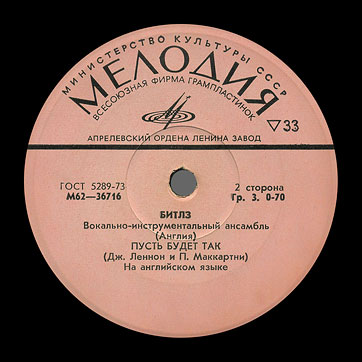 МИНИСТЕРСТВО КУЛЬТУРЫ СССР
МЕЛОДИЯ
ВСЕСОЮЗНАЯ ФИРМА ГРАМПЛАСТИНОК
▽33
АПРЕЛЕВСКИЙ ОРДЕНА ЛЕНИНА ЗАВОД
ГОСТ 5289-73
М62—36716
2 сторона
Гр. 3. 0-70
БИТЛЗ
Вокально-инструментальный ансамбль
(Англия)
ПУСТЬ БУДЕТ ТАК
(Дж. Леннон и П. Маккартни)
На английском языке